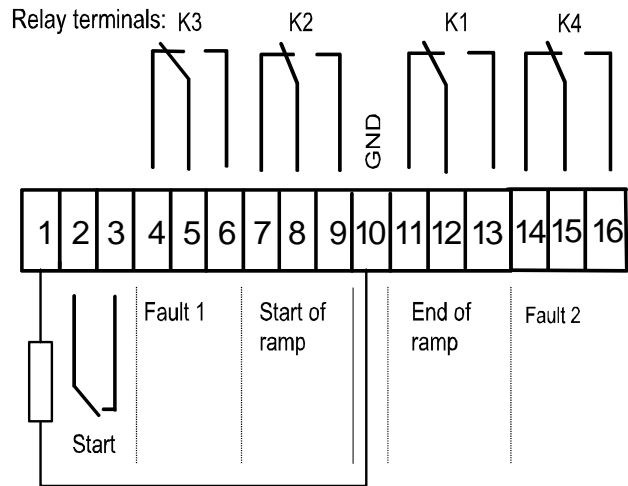 Relay terminals: K3 K2 K1 K4
GND
1 2 3 4 5 6 7 8 9 10 11 12 13 14 15 16
Fault 1
Start of
ramp
End of
ramp
Fault 2
Start